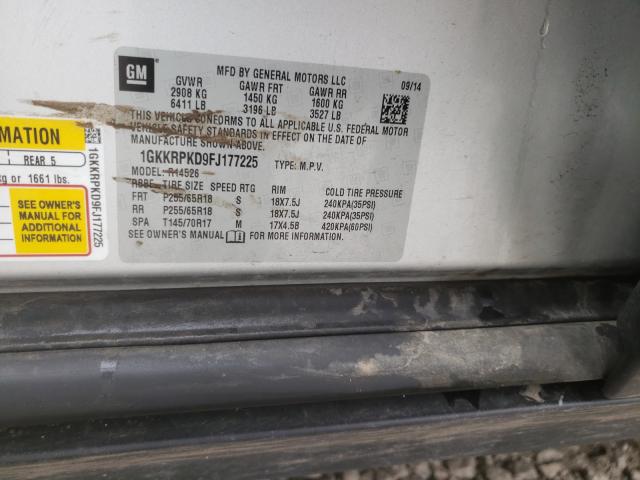 GM
MFD BY GENERAL MOTORS LLC
09/14
GVWR GAWR FRT GAWR RR
2908 KG 1450 KG 1600 KG
6411 LB 3196 LB 3527 LB
THIS VEHICLE CONFORMS TO ALL APPLICABLE U.S. FEDERAL MOTOR
VEHICLE SAFETY STANDARDS IN EFFECT ON THE DATE OF
MANUFACTURE SHOWN ABOVE.
1GKKRPKD9FJ177225 TYPE: M.P.V.
MODEL: R14526
TIRE SIZE SPEED RTG RIM COLD TIRE PRESSURE
FRT P255/65R18 S 18X7.5J 240KPA(35PSI)
RR P255/65R18 S 18X7.5J 240KPA(35PSI)
SPA T145/70R17 M 17X4.5B 420KPA(60PSI)
SEE OWNER'S MANUAL FOR MORE INFORMATION.
MATION
5 REAR 5
kg or 1661 lbs.
SEE OWNER'S
MANUAL FOR
ADDITIONAL
INFORMATION
1GKKRPKD9FJ177225